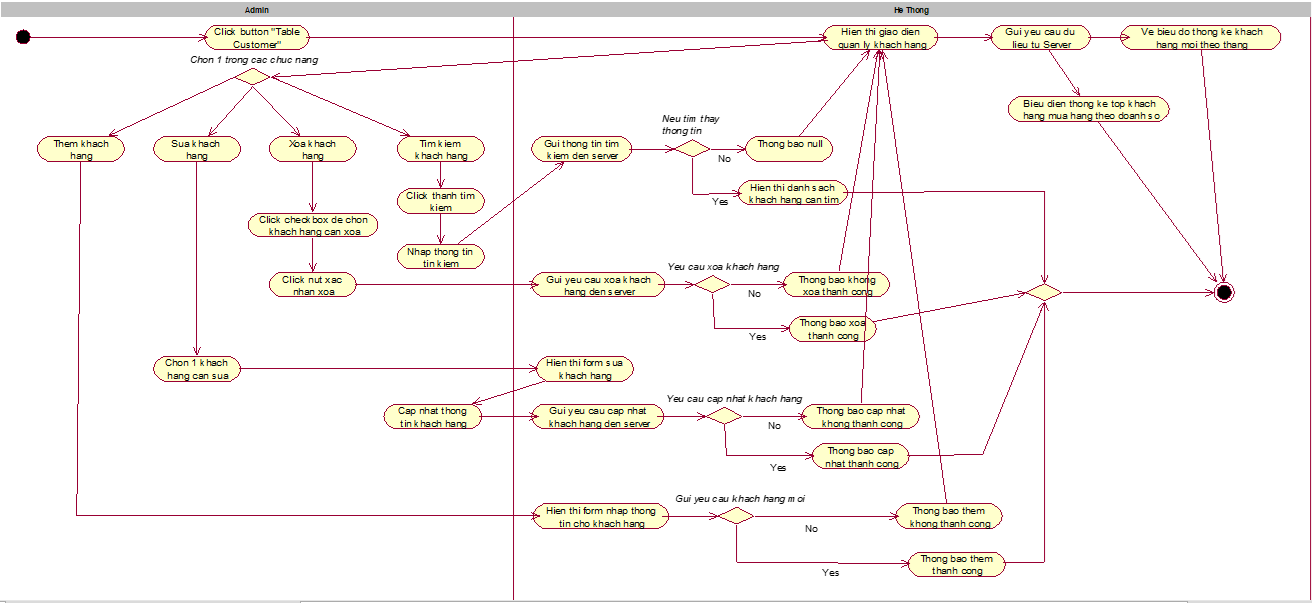 Admin
He Thong
Click button "Table
Customer"
Hien thi giao dien
quan ly khach hang
Gui yeu cau du
lieu tu Server
Ve bieu do thong ke khach
hang moi theo thang
Chon 1 trong cac chuc nang
Bieu dien thong ke top khach
hang mua hang theo doanh so
Them khach
hang
Sua khach
hang
Xoa khach
hang
Tim kiem
khach hang
Gui thong tin tim
kiem den server
Neu tim thay
thong tin
No
Thong bao null
Click thanh tim
kiem
Yes
Hien thi danh sach
khach hang can tim
Click checkbox de chon
khach hang can xoa
Nhap thong tin
tin kiem
Click nut xac
nhan xoa
Gui yeu cau xoa khach
hang den server
Yeu cau xoa khach hang
No
Thong bao khong
xoa thanh cong
Yes
Thong bao xoa
thanh cong
Chon 1 khach
hang can sua
Hien thi form sua
khach hang
Cap nhat thong
tin khach hang
Gui yeu cau cap nhat
khach hang den server
Yeu cau cap nhat khach hang
No
Thong bao cap nhat
khong thanh cong
Yes
Thong bao cap
nhat thanh cong
Hien thi form nhap thong
tin cho khach hang
Gui yeu cau khach hang moi
No
Thong bao them
khong thanh cong
Yes
Thong bao them
thanh cong